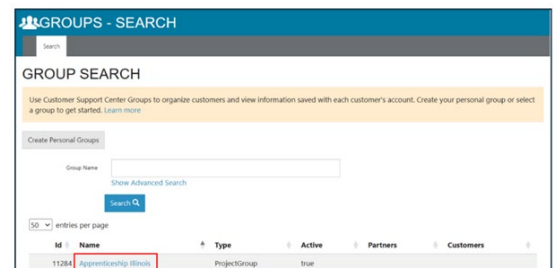 GROUPS - SEARCH
Search
GROUP SEARCH
Use Customer Support Center Groups to organize customers and view information saved with each customer's account. Create your personal group or select
a group to get started. Learn more
Create Personal Groups
Group Name
Show Advanced Search
Search
50 entries per page
Id Name Type Active Partners Customers
11284 Apprenticeship Illinois ProjectGroup true